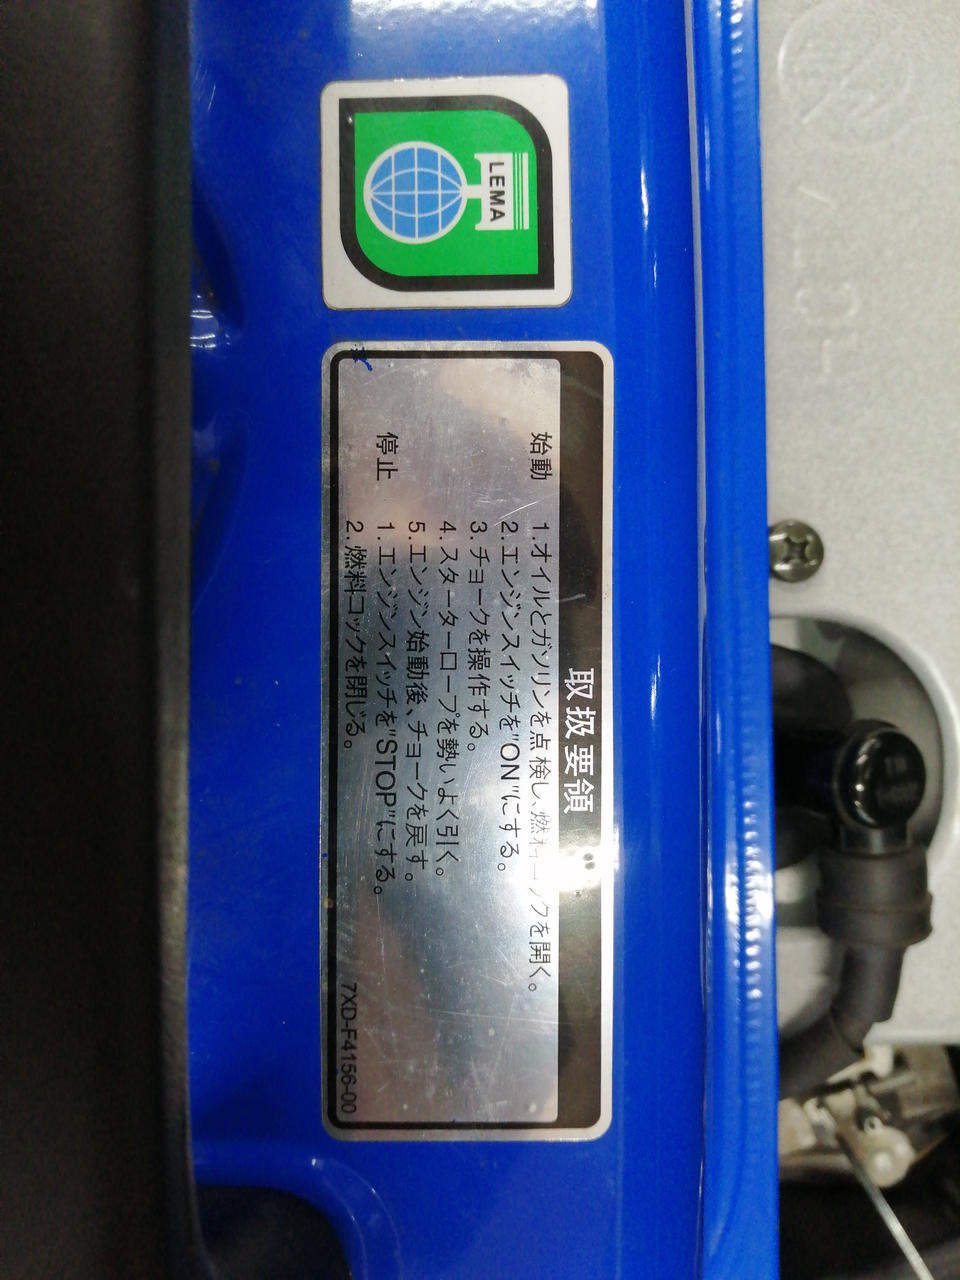 LEMA
取扱要領
始動 1.オイルとガソリンを点検し、燃 クを開く。
2.エンジンスイッチを"ON"にする。
3.チョークを操作する。
4.スターターロープを勢いよく引く。
5.エンジン始動後、チョークを戻す。
停止 1.エンジンスイッチを"STOP"にする。
2.燃料コックを閉じる。
7XD-F4156-00